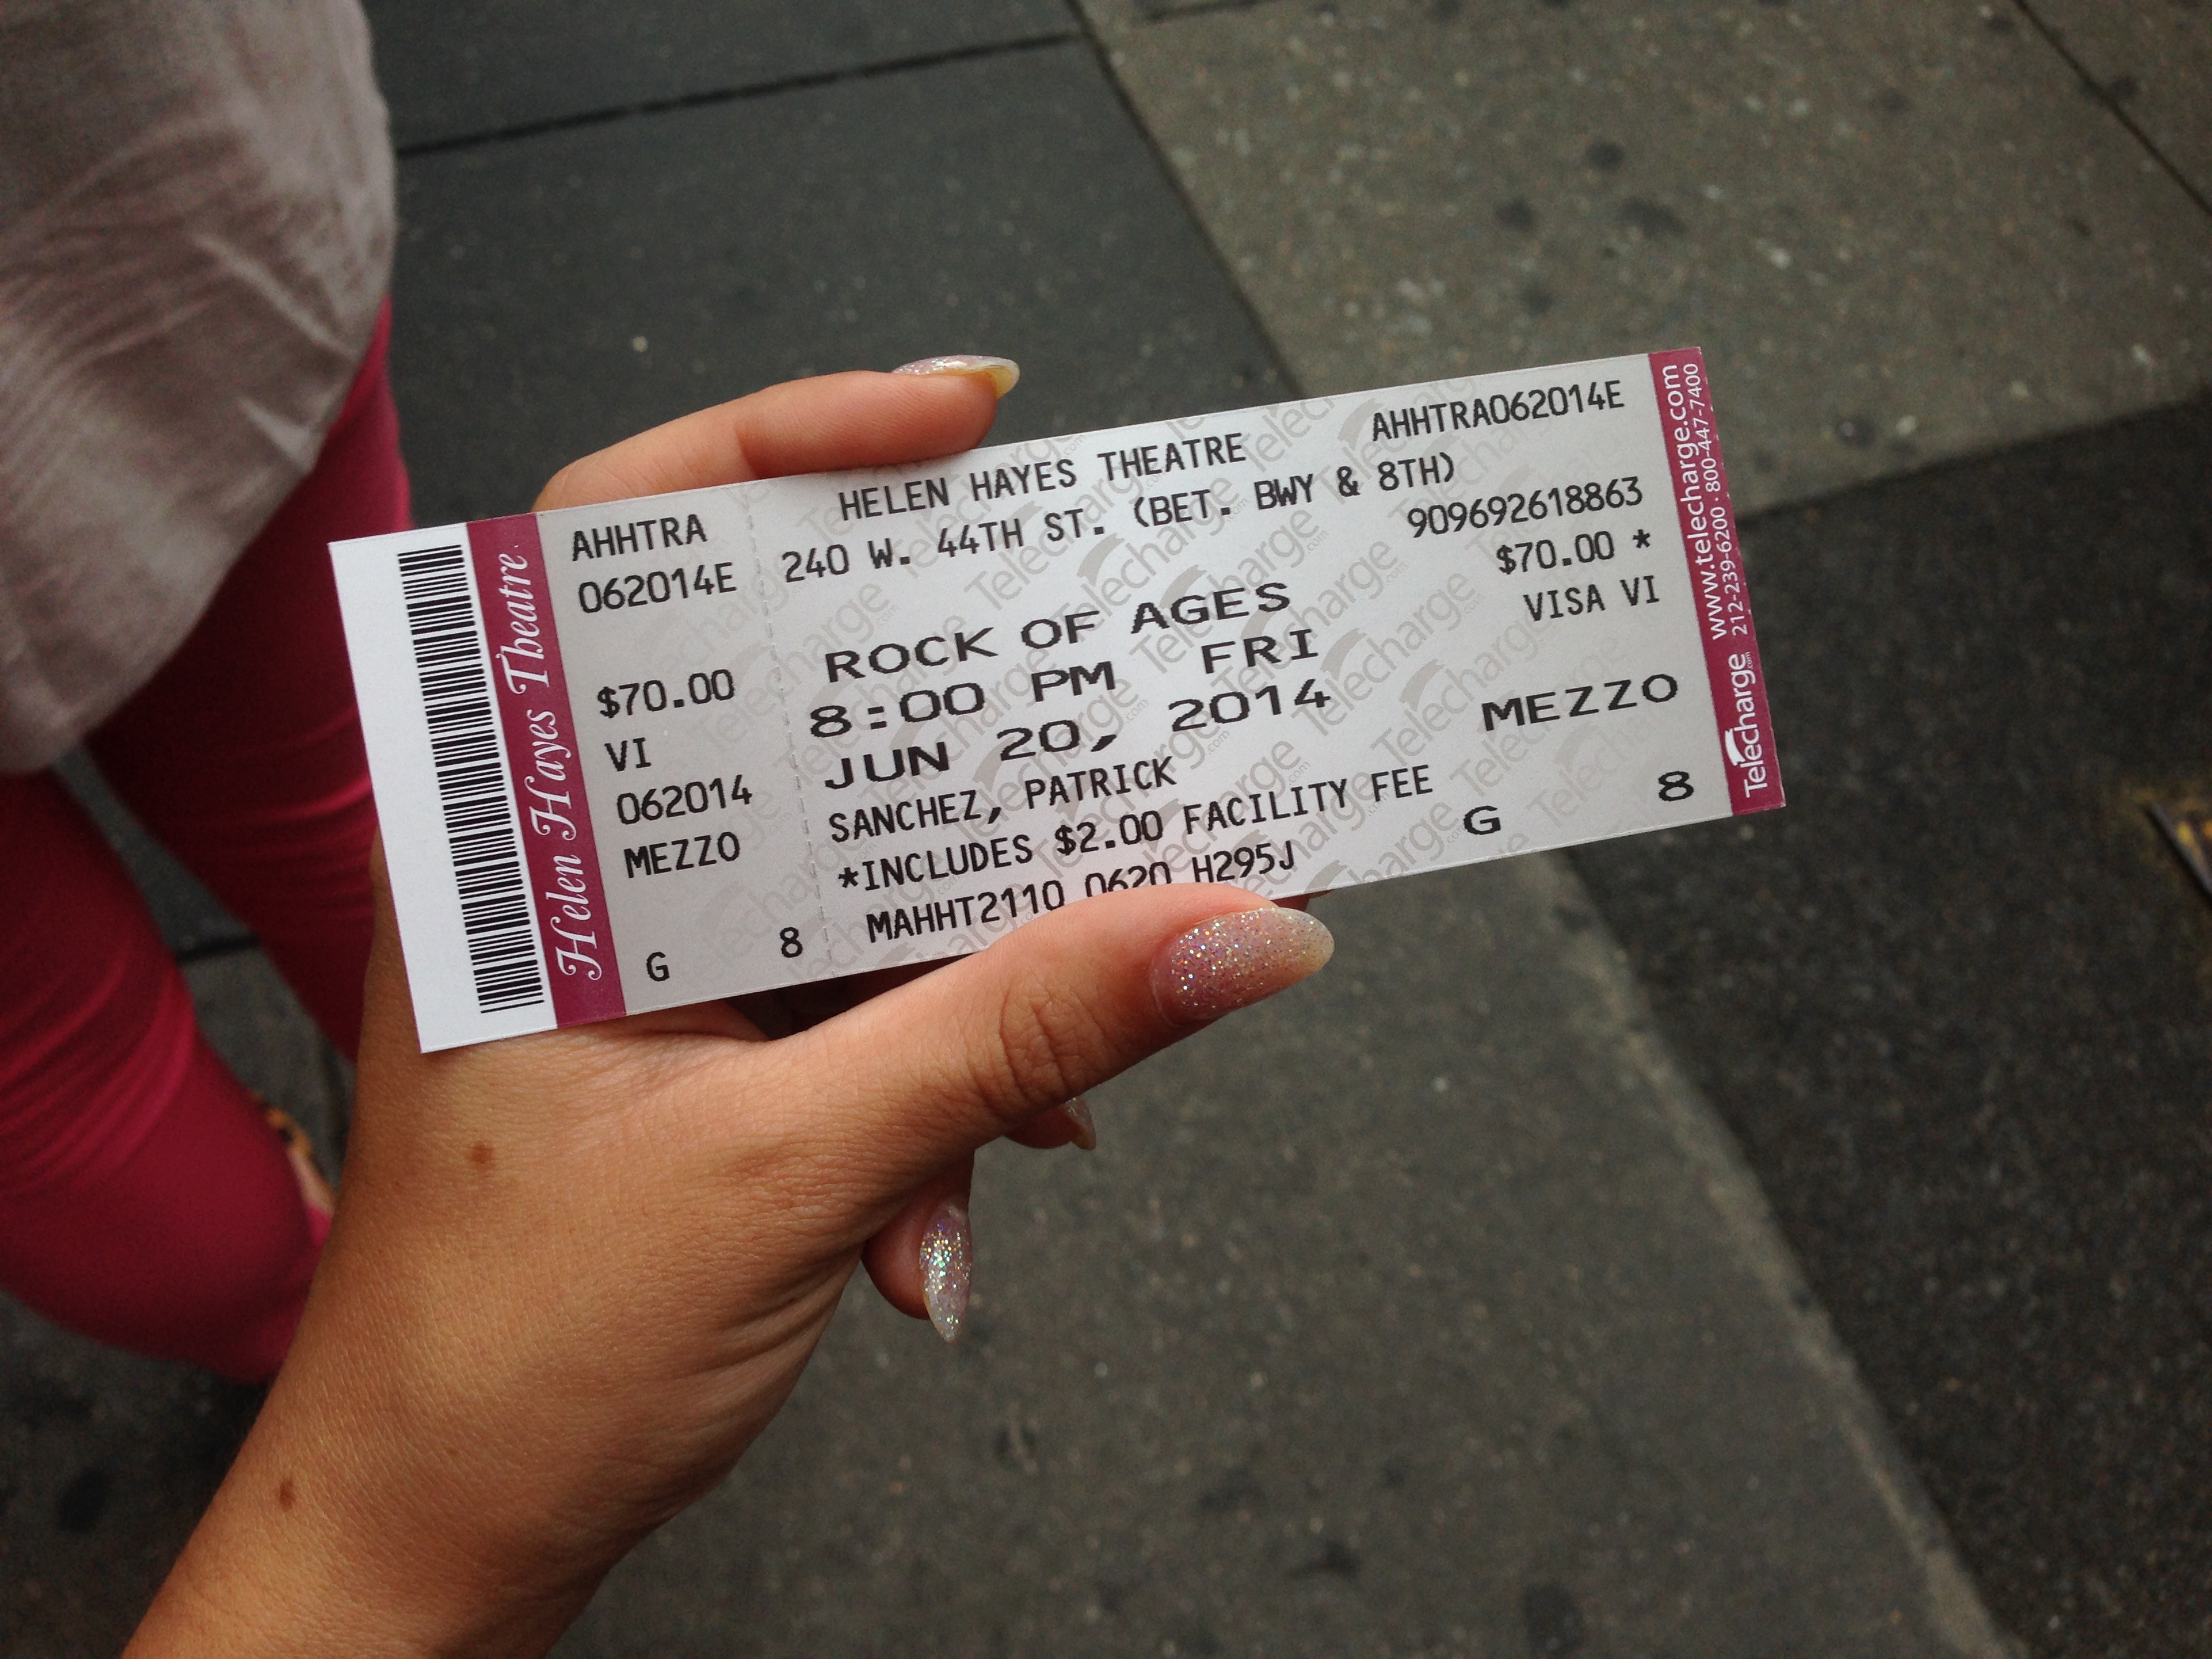 Helen Hayes Theatre
AHHTRA
062014E
$70.00
VI
062014
MEZZO
G 8
HELEN HAYES THEATRE AHHTRA062014E
240 W. 44TH ST. (BET. BWY & 8TH)
909692618863
$70.00 *
VISA VI
ROCK OF AGES
8:00 PM FRI
JUN 20, 2014 MEZZO
SANCHEZ, PATRICK
*INCLUDES $2.00 FACILITY FEE G 8
MAHHT2110 0620 H295J
Telecharge.com www.telecharge.com
212-239-6200 . 800-447-7400